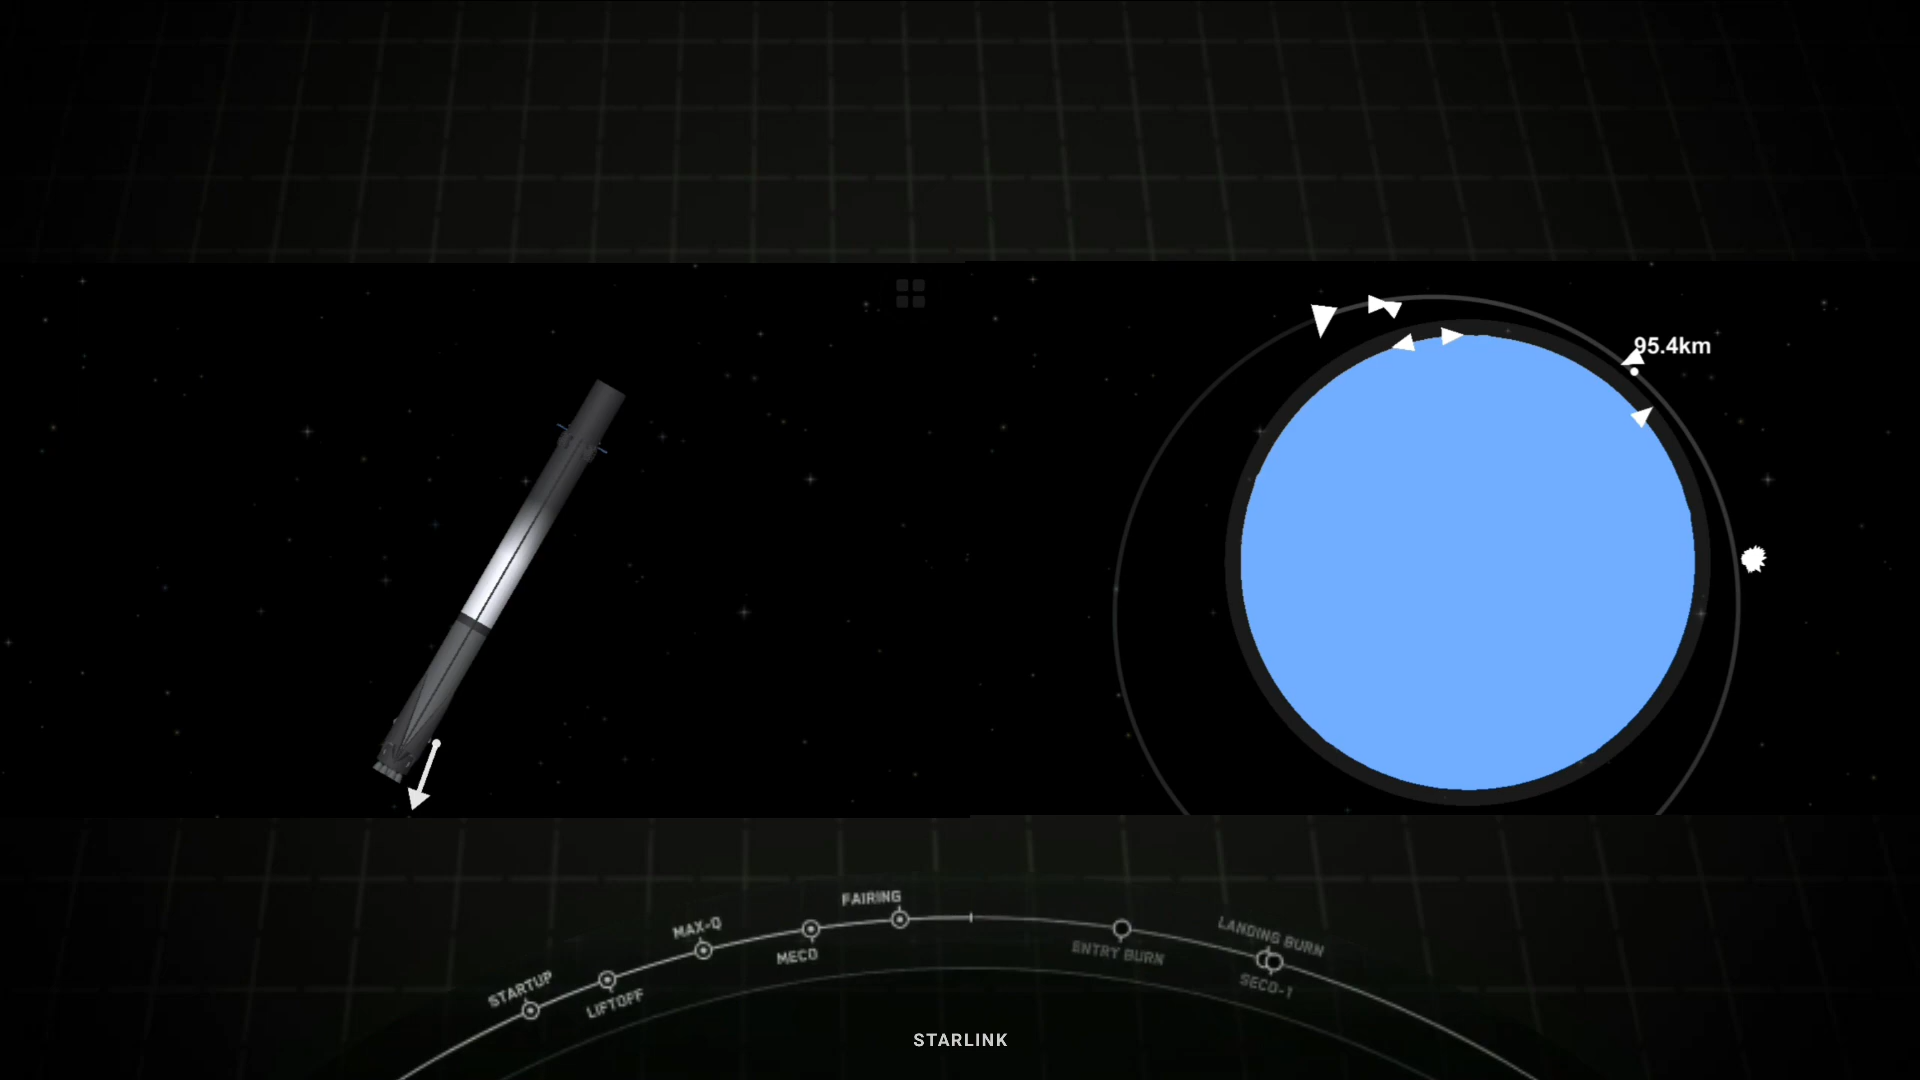 95.4km
FAIRING
MAX-Q
LANDING BURN
MECO
ENTRY BURN
STARTUP
SECO-1
LIFTOFF
STARLINK